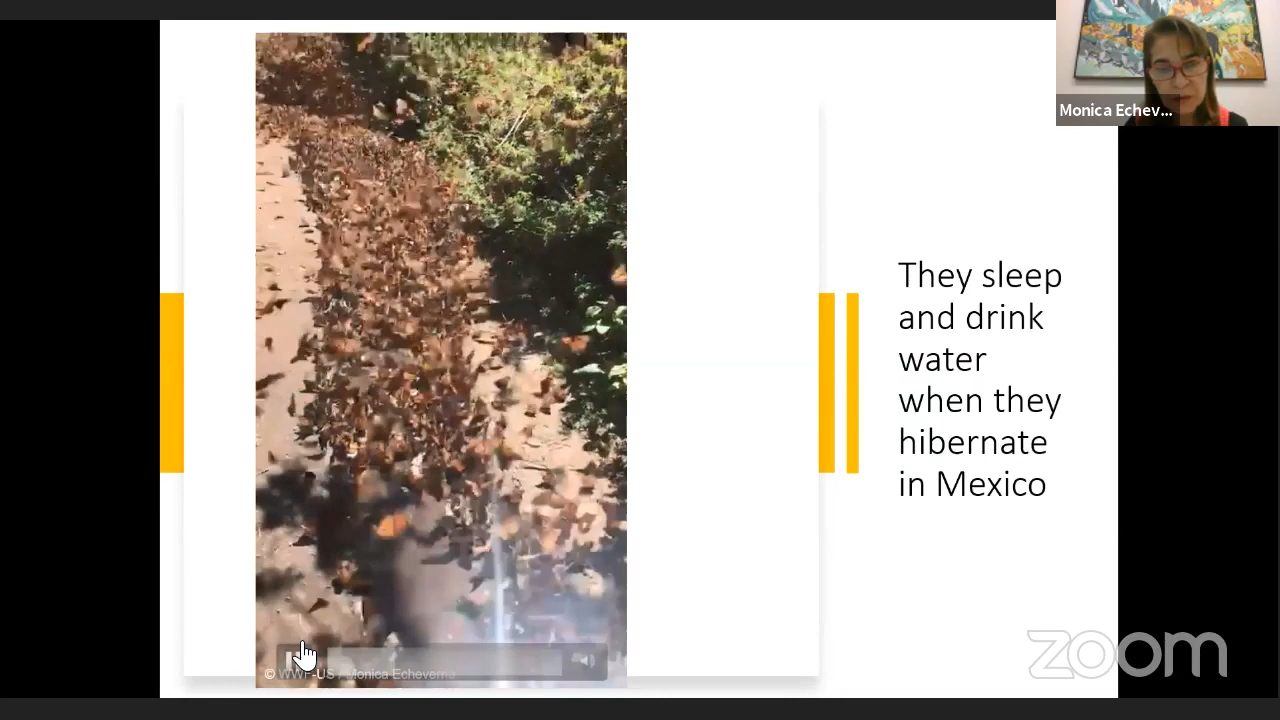 Monica Echev...
They sleep
and drink
water
when they
hibernate
in Mexico
© WWF-US / Monica Echeverria
zoom